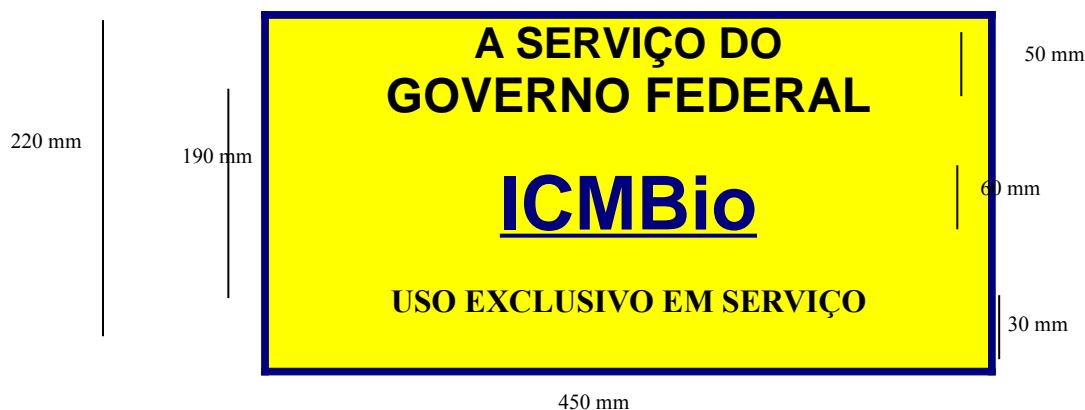 A SERVIÇO DO
50 mm
GOVERNO FEDERAL
220 mm
190 mm
ICMBio
60 mm
USO EXCLUSIVO EM SERVIÇO
30 mm
450 mm